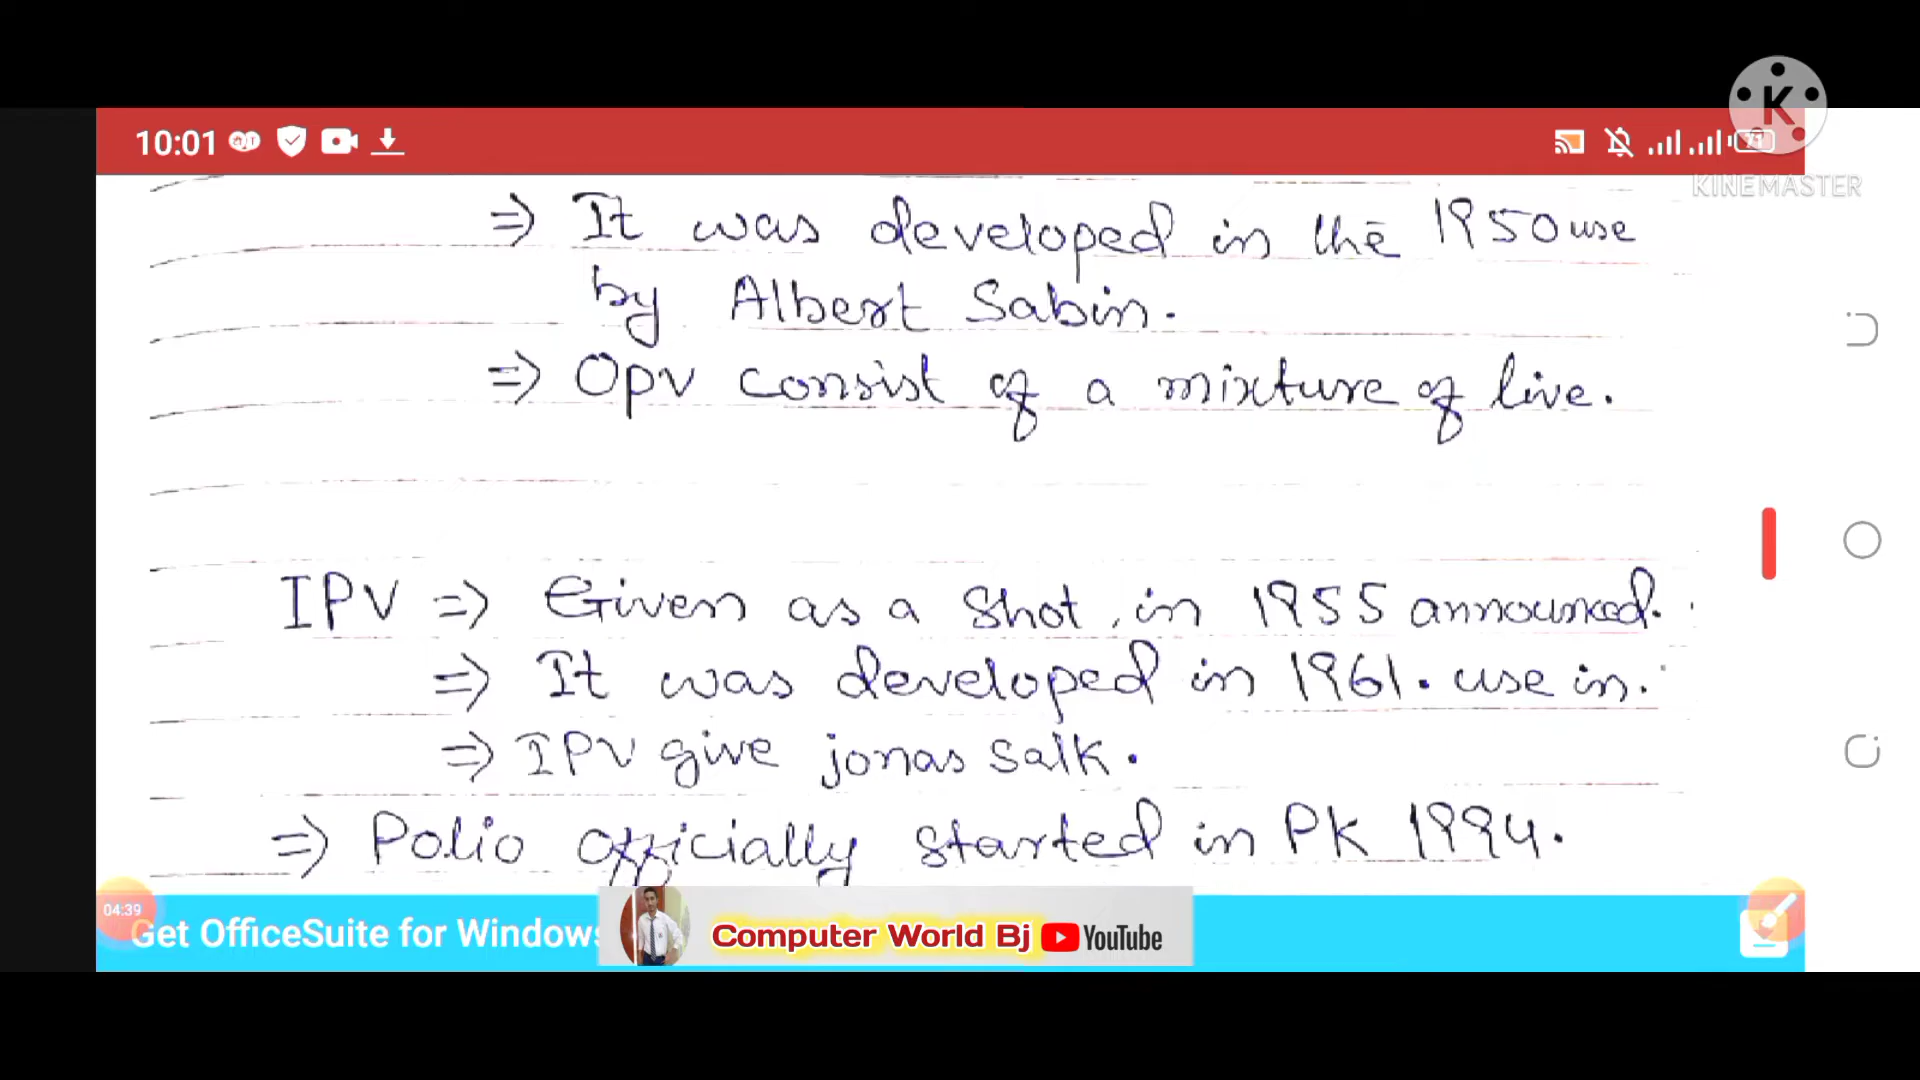 10:01
71
KINEMASTER
=> It was developed in the 1950 use
by Albert Sabin.
=> Opv consist of a mixture of live.
IPV => Given as a Shot, in 1955 announced.
=> It was developed in 1961. use in.
=> IPV give jonas Salk.
=> Polio officially started in PK 1994.
04:39
Get OfficeSuite for Windows
Computer World Bj YouTube